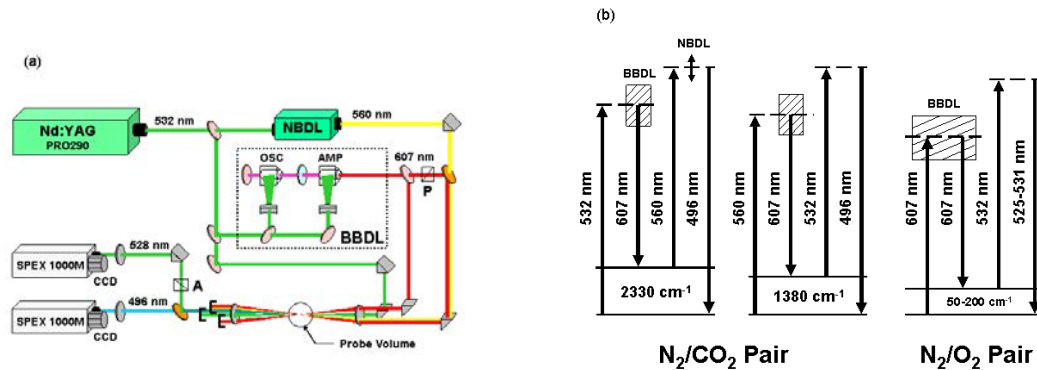 (a)
Nd:YAG
PRO290
532 nm
NBDL
560 nm
OSC
AMP
607 nm
P
BBDL
528 nm
SPEX 1000M
CCD
A
496 nm
SPEX 1000M
CCD
Probe Volume
(b)
NBDL
BBDL
532 nm
607 nm
560 nm
496 nm
2330 cm-1
560 nm
607 nm
532 nm
496 nm
1380 cm-1
N2/CO2 Pair
BBDL
607 nm
607 nm
532 nm
525-531 nm
50-200 cm-1
N2/O2 Pair